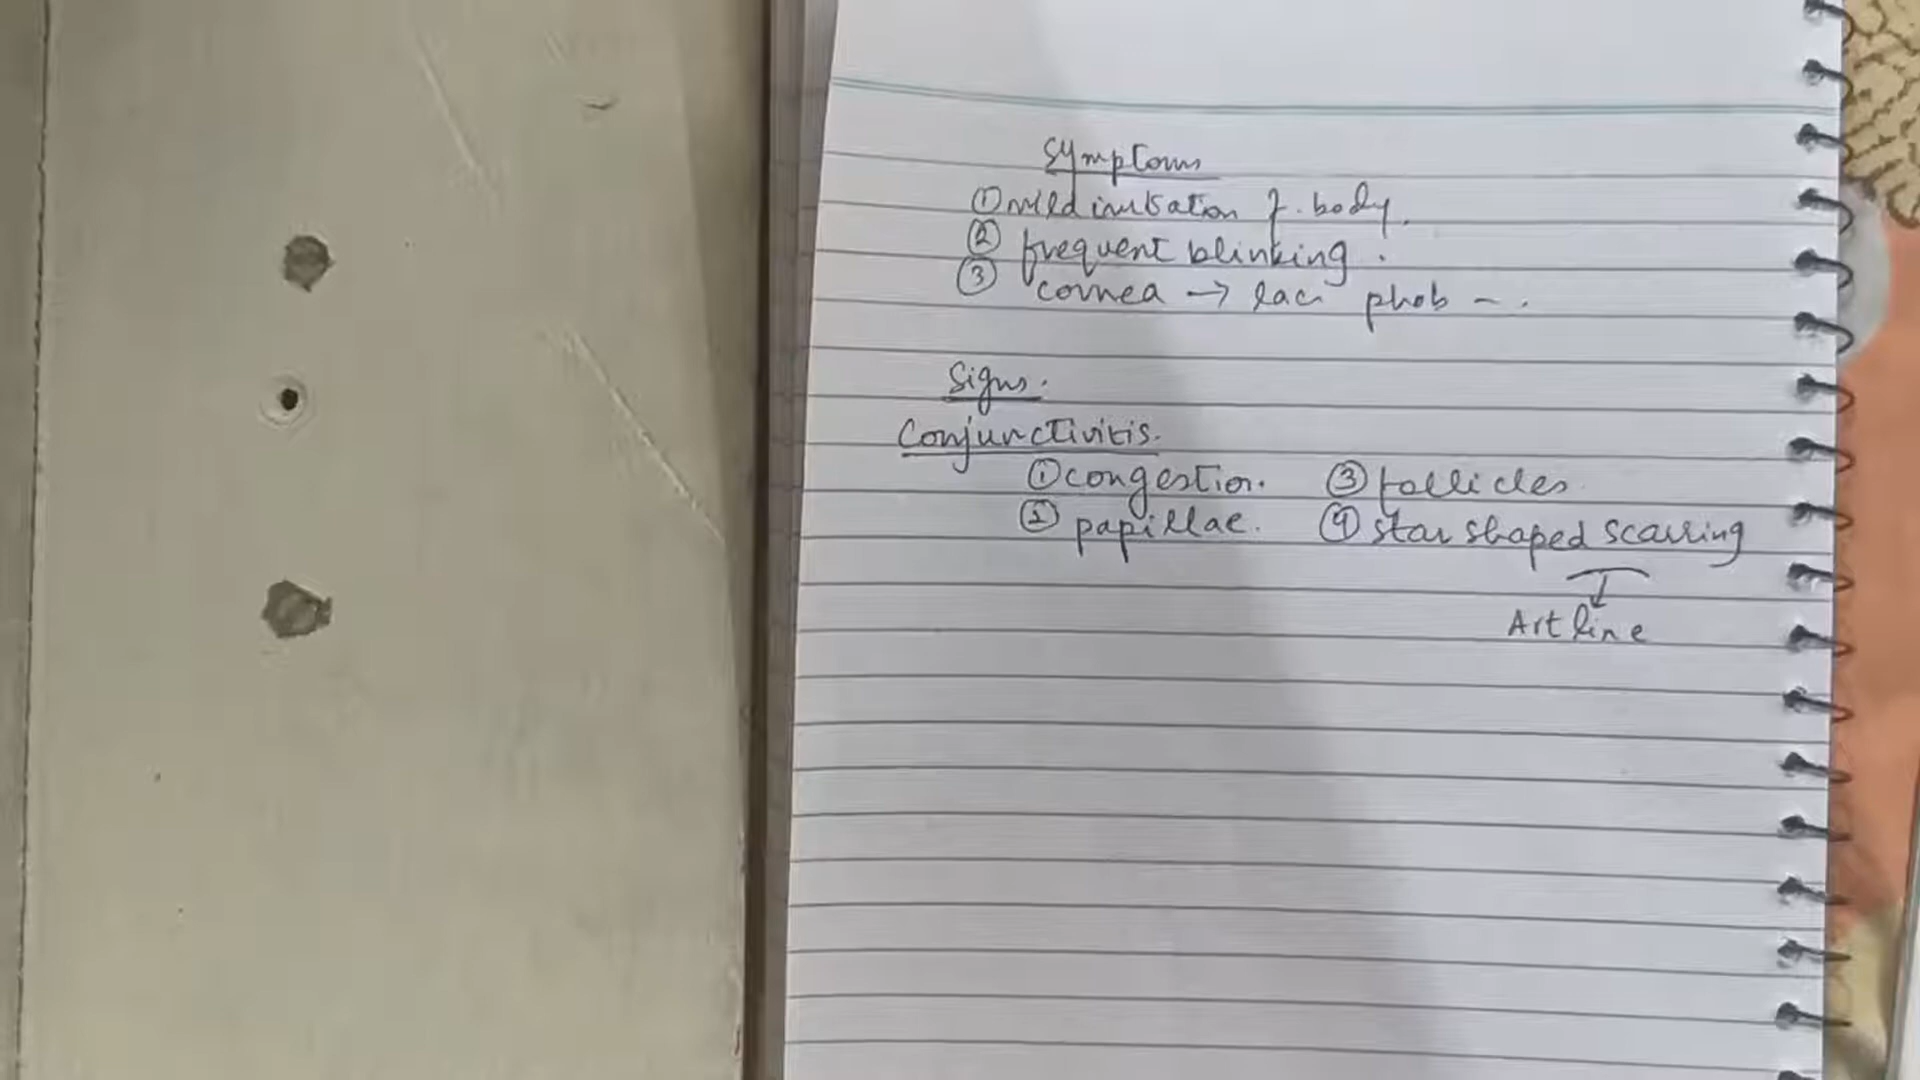 Symptoms
① mild irritation f. body.
② frequent blinking.
③ cornea → lacr phob - .
Signs.
Conjunctivitis.
① congestion. ③ follicles.
② papillae. ④ star shaped scarring
↓
Art line